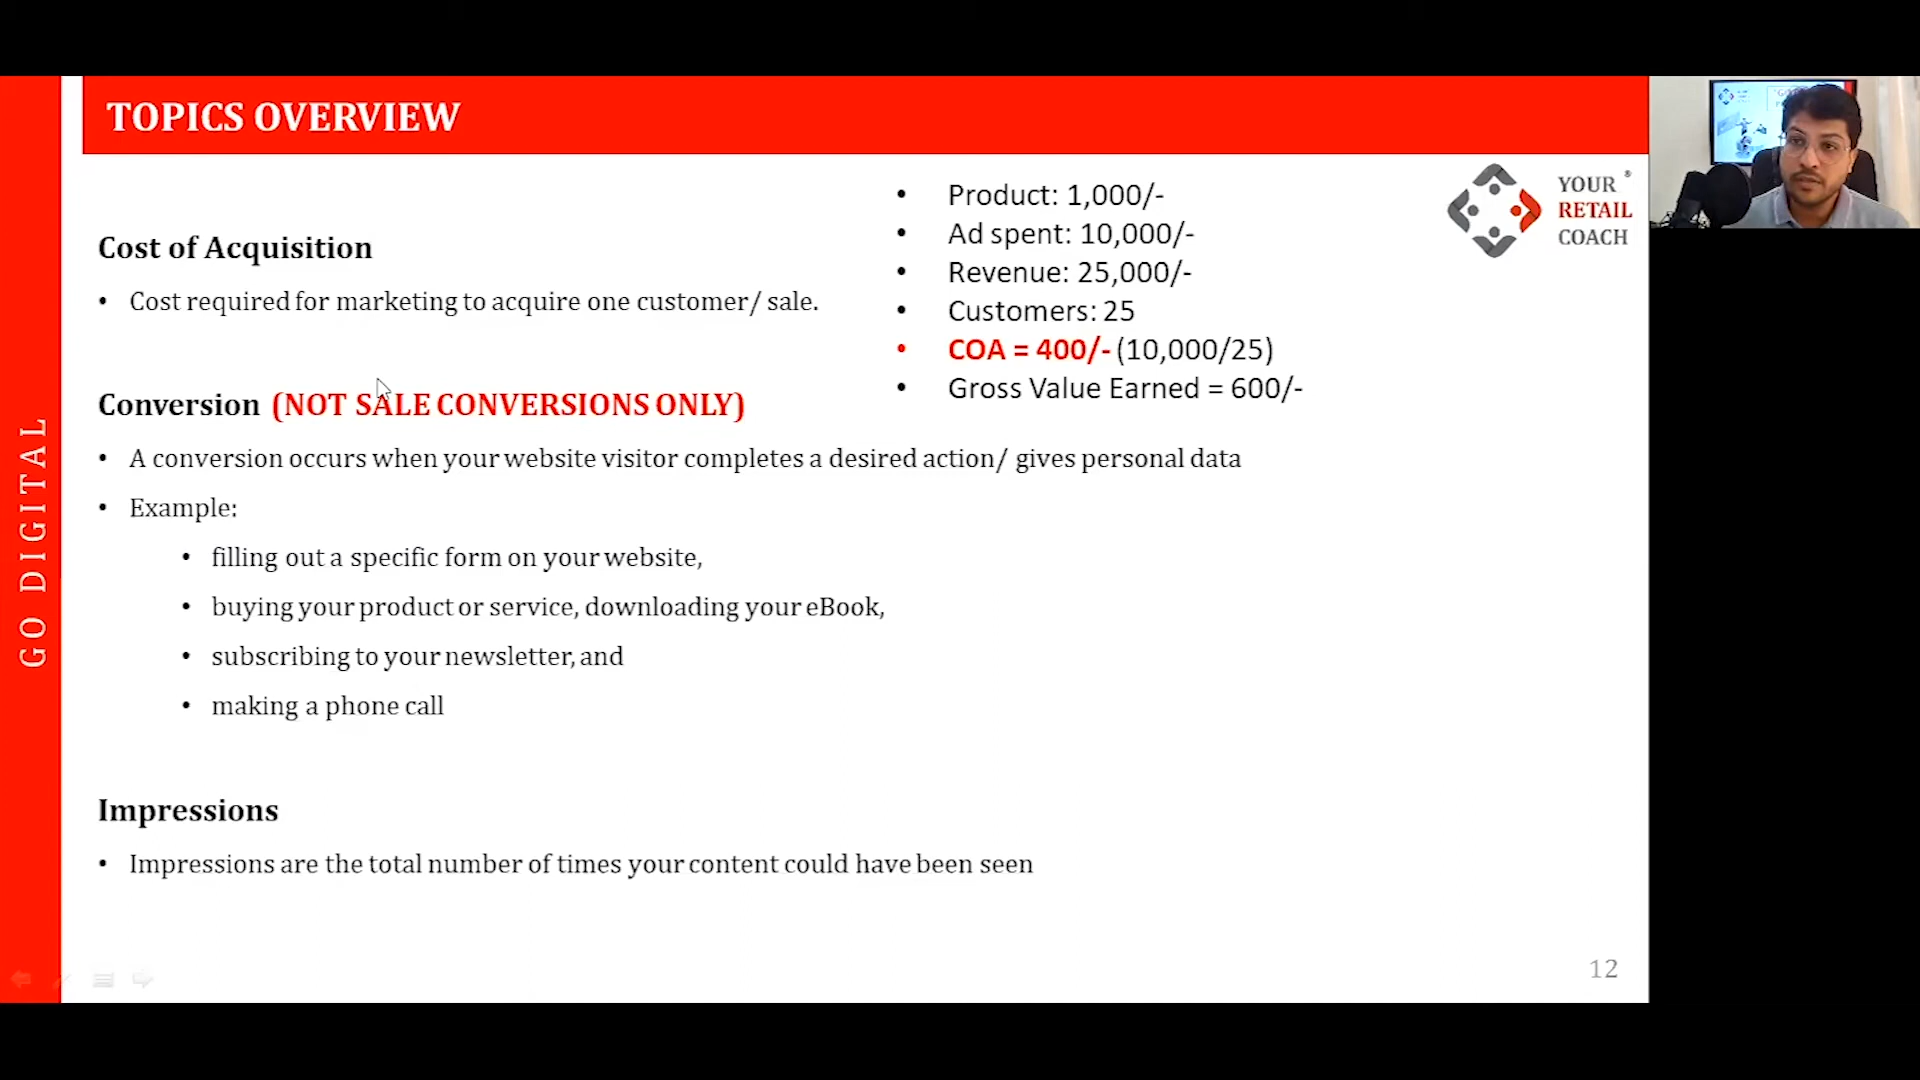 TOPICS OVERVIEW
YOUR ®
RETAIL
COACH
Cost of Acquisition
• Cost required for marketing to acquire one customer/ sale.
• Product: 1,000/-
• Ad spent: 10,000/-
• Revenue: 25,000/-
• Customers: 25
• COA = 400/- (10,000/25)
• Gross Value Earned = 600/-
Conversion (NOT SALE CONVERSIONS ONLY)
• A conversion occurs when your website visitor completes a desired action/ gives personal data
• Example:
• filling out a specific form on your website,
• buying your product or service, downloading your eBook,
• subscribing to your newsletter, and
• making a phone call
Impressions
• Impressions are the total number of times your content could have been seen
GO DIGITAL
12